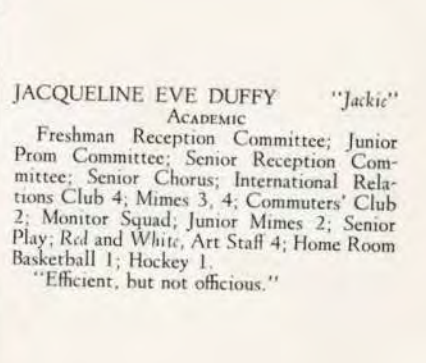 JACQUELINE EVE DUFFY "Jackie"
ACADEMIC
Freshman Reception Committee; Junior
Prom Committee; Senior Reception Com-
mittee; Senior Chorus; International Rela-
tions Club 4; Mimes 3, 4; Commuters' Club
2; Monitor Squad; Junior Mimes 2; Senior
Play; Red and White, Art Staff 4; Home Room
Basketball 1; Hockey 1.
"Efficient, but not officious."